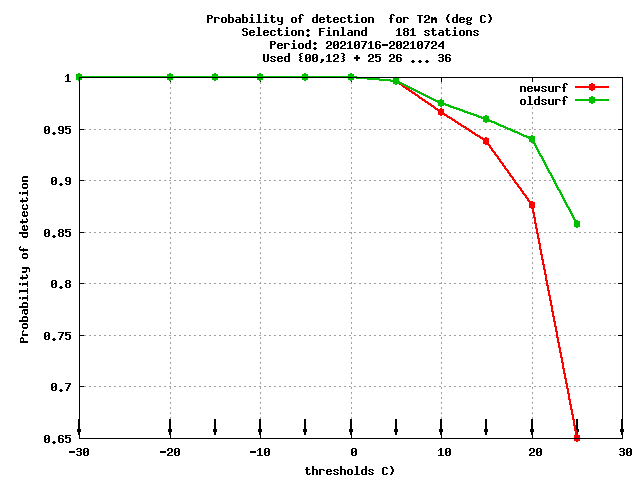 Probability of detection  for T2m (deg C)
Selection: Finland    181 stations
Period: 20210716-20210724
Used {00,12} + 25 26 ... 36
newsurf
oldsurf
Probability of detection
1
0.95
0.9
0.85
0.8
0.75
0.7
0.65
-30 -20 -10 0 10 20 30
thresholds C)